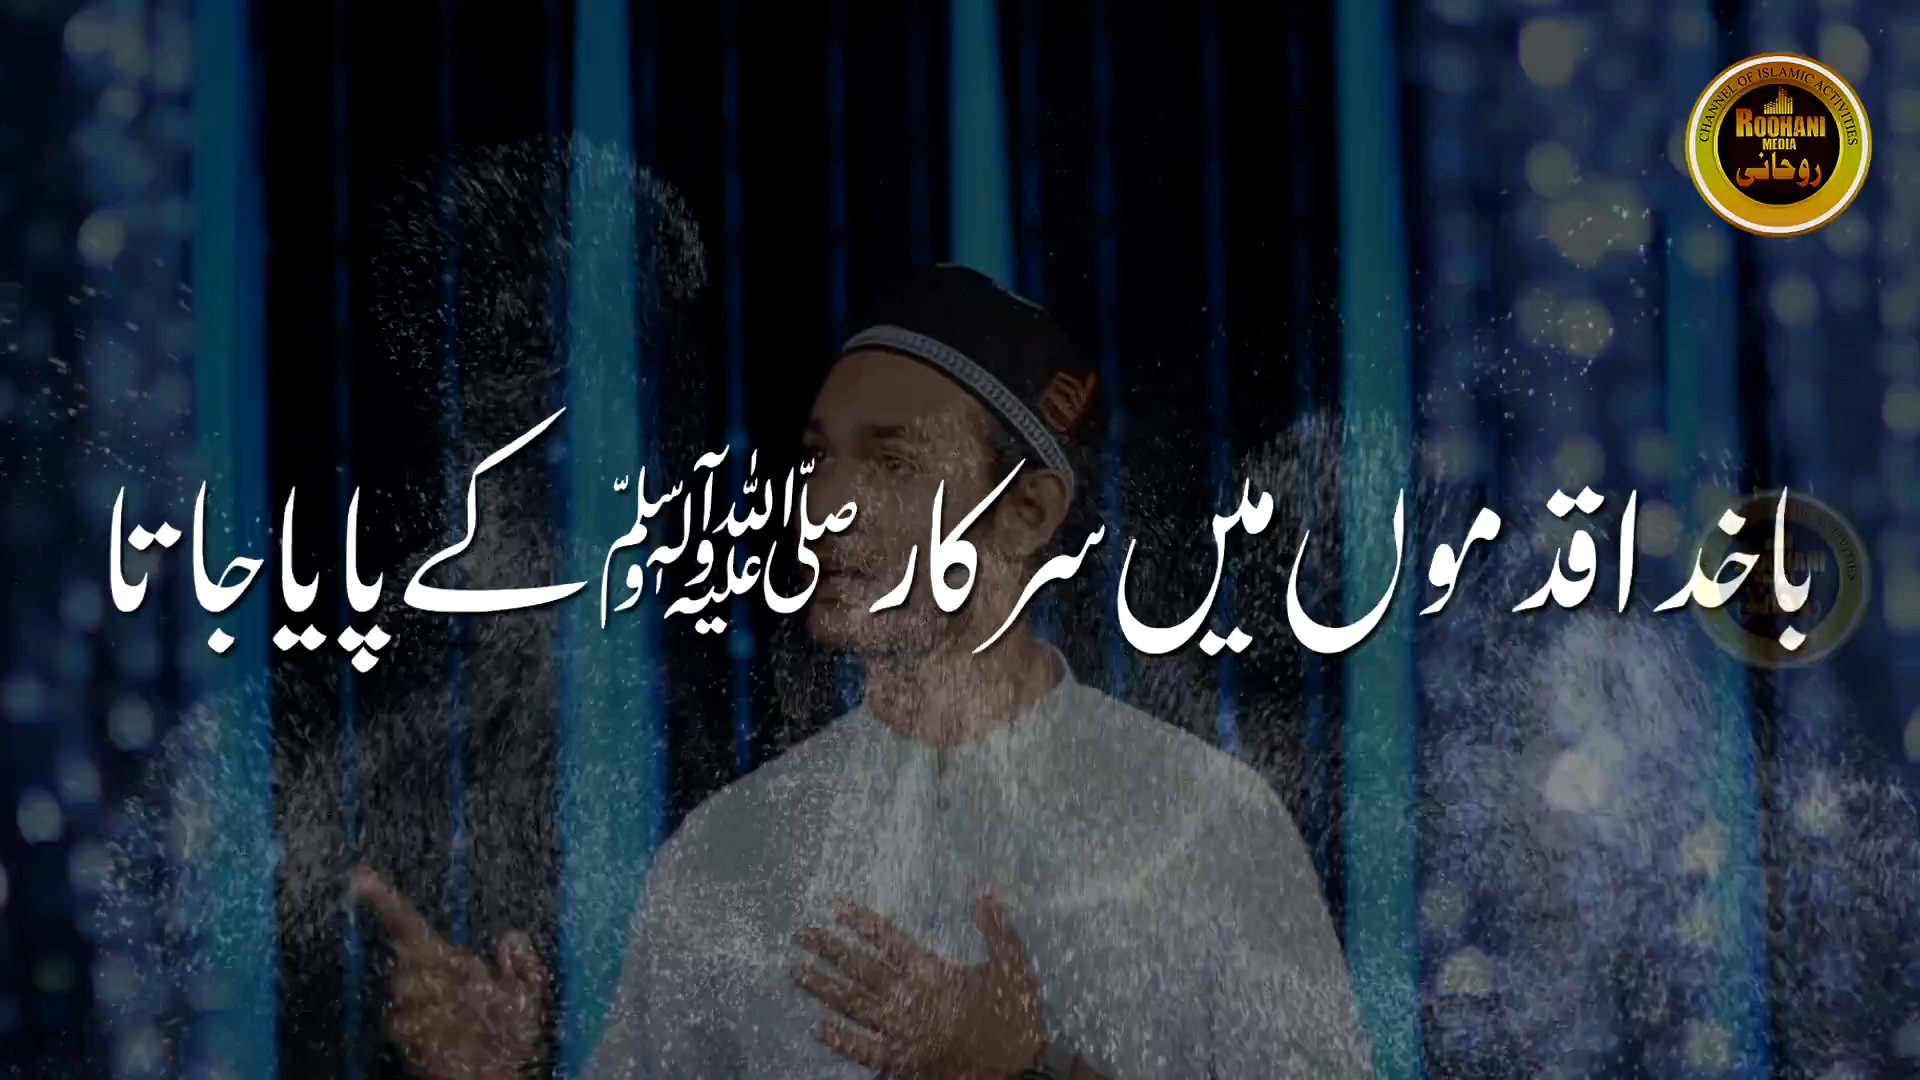 CHANNEL OF ISLAMIC ACTIVITIES
ROOHANI
MEDIA
روحانی
باخدا قدموں میں سرکار صلی اللہ علیہ وآلہ وسلم کے پایا جاتا